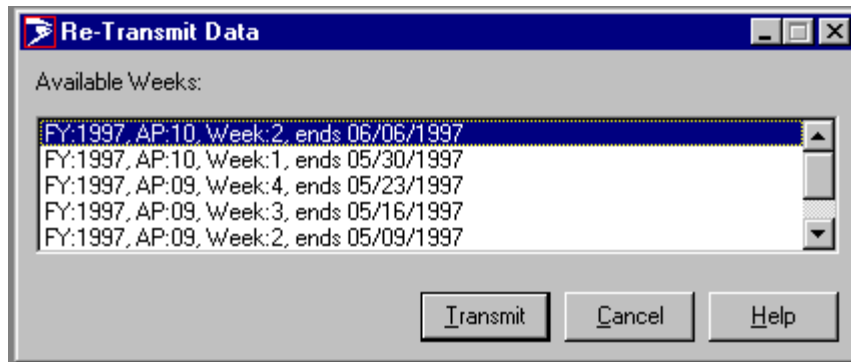 Re-Transmit Data
Available Weeks:
FY:1997, AP:10, Week:2, ends 06/06/1997
FY:1997, AP:10, Week:1, ends 05/30/1997
FY:1997, AP:09, Week:4, ends 05/23/1997
FY:1997, AP:09, Week:3, ends 05/16/1997
FY:1997, AP:09, Week:2, ends 05/09/1997
Transmit Cancel Help